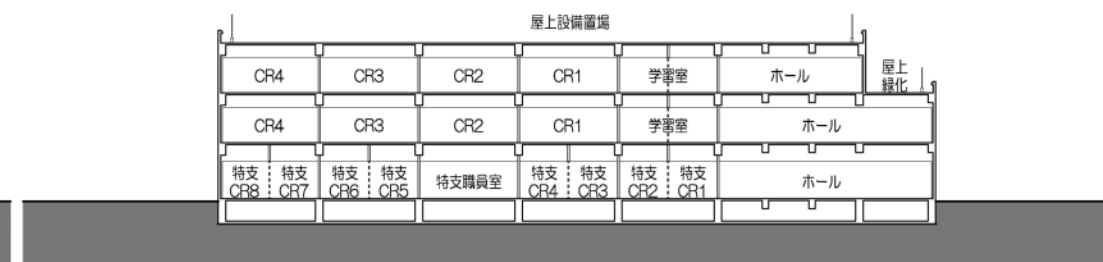 屋上設備置場
屋上
緑化
CR4 CR3 CR2 CR1 学習室 ホール
CR4 CR3 CR2 CR1 学習室 ホール
特支 特支 特支 特支 特支職員室 特支 特支 特支 特支 ホール
CR8 CR7 CR6 CR5 CR4 CR3 CR2 CR1